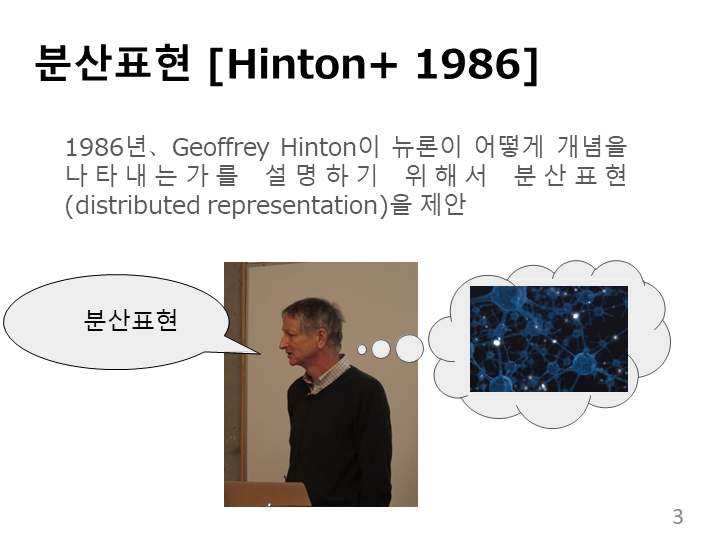 분산표현 [Hinton+ 1986]
1986년、Geoffrey Hinton이 뉴론이 어떻게 개념을
나타내는가를 설명하기 위해서 분산표현
(distributed representation)을 제안
분산표현
3